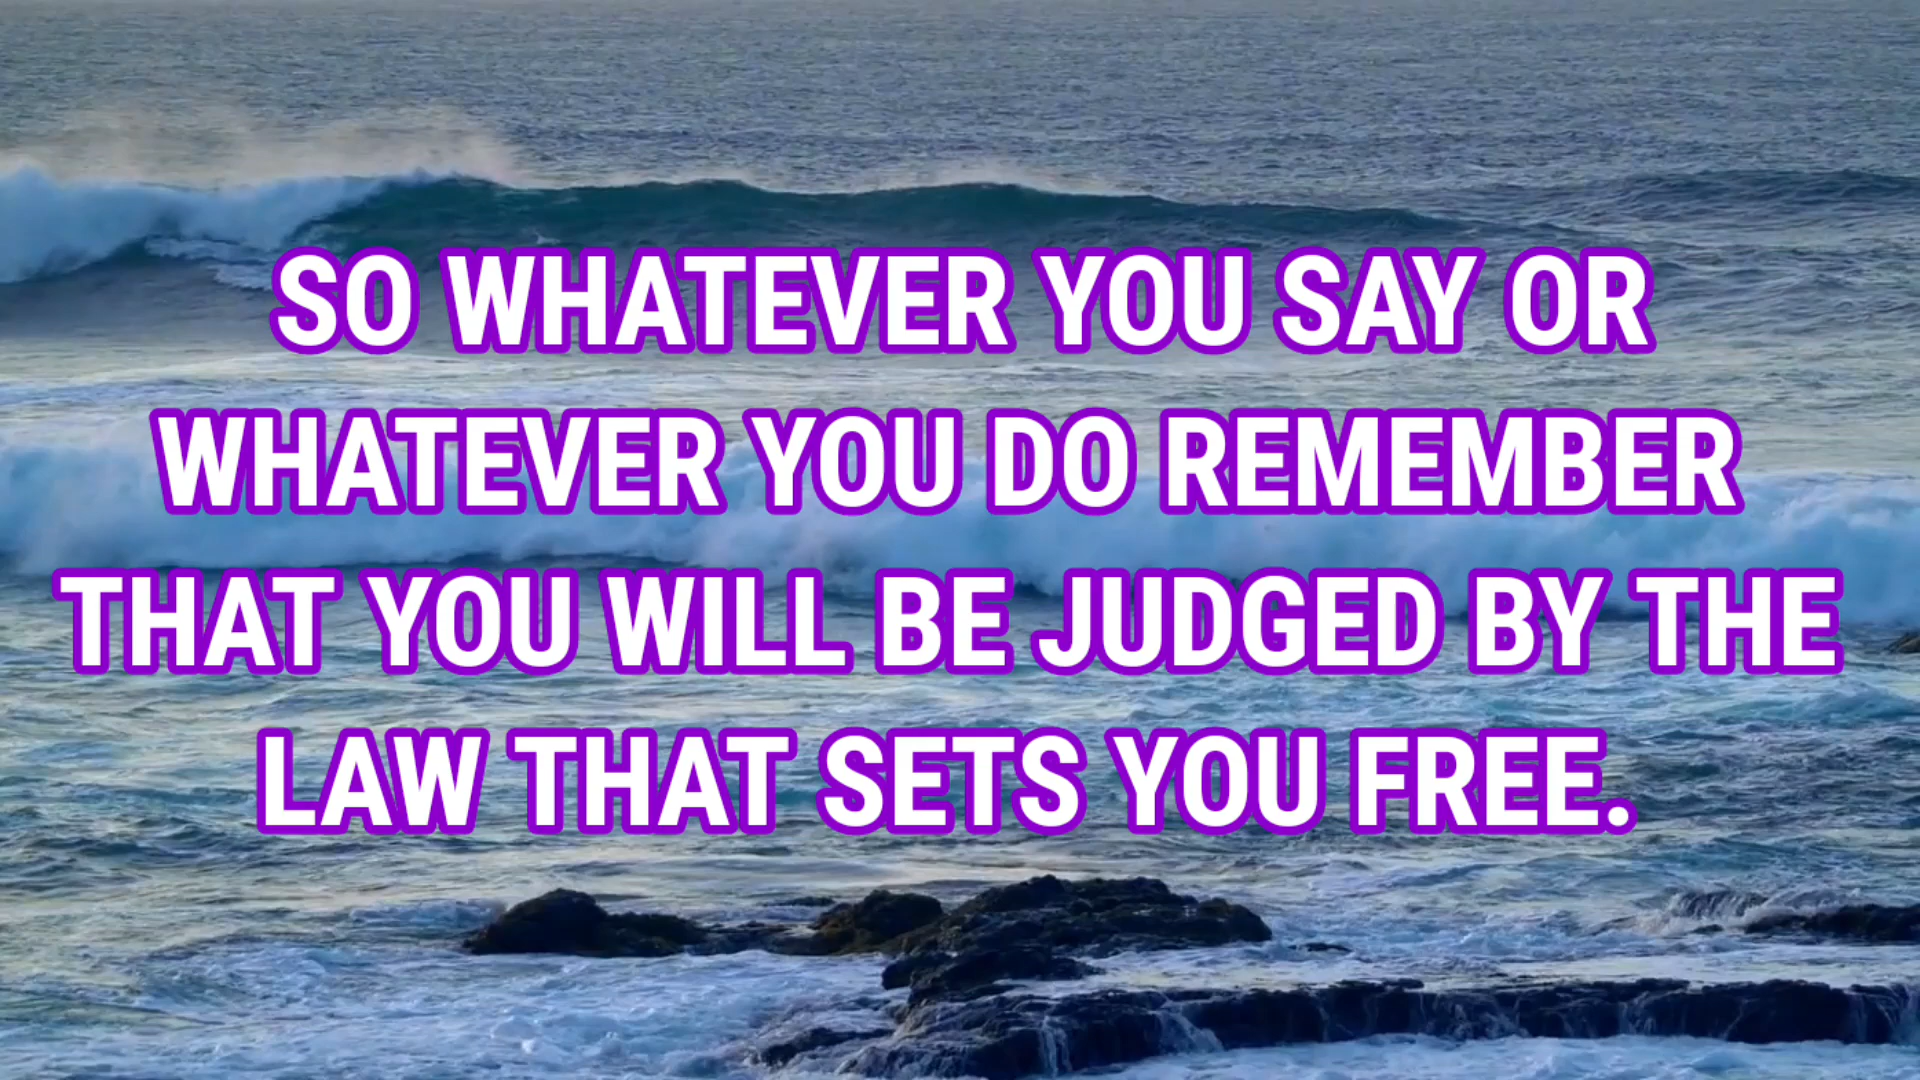 SO WHATEVER YOU SAY OR
WHATEVER YOU DO REMEMBER
THAT YOU WILL BE JUDGED BY THE
LAW THAT SETS YOU FREE.